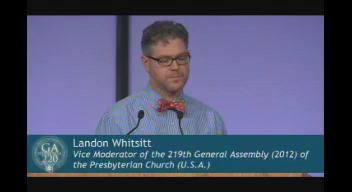 GA
220
Landon Whitsitt
Vice Moderator of the 219th General Assembly (2012) of
the Presbyterian Church (U.S.A.)